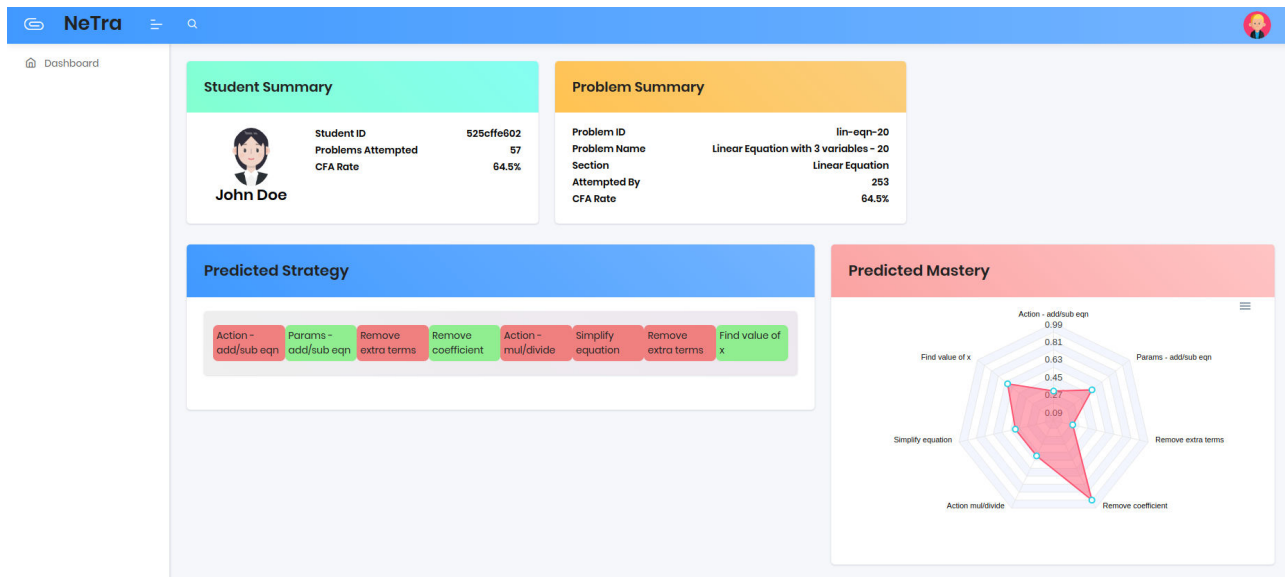 NeTra
Dashboard
Student Summary
Student ID 525cffe602
Problems Attempted 57
CFA Rate 64.5%
John Doe
Problem Summary
Problem ID lin-eqn-20
Problem Name Linear Equation with 3 variables - 20
Section Linear Equation
Attempted By 253
CFA Rate 64.5%
Predicted Strategy
Action - add/sub eqn
Params - add/sub eqn
Remove extra terms
Remove coefficient
Action - mul/divide
Simplify equation
Remove extra terms
Find value of x
Predicted Mastery
Action - add/sub eqn
0.99
0.81
0.63
0.45
0.27
0.09
Find value of x
Params - add/sub eqn
Simplify equation
Remove extra terms
Action mul/divide
Remove coefficient